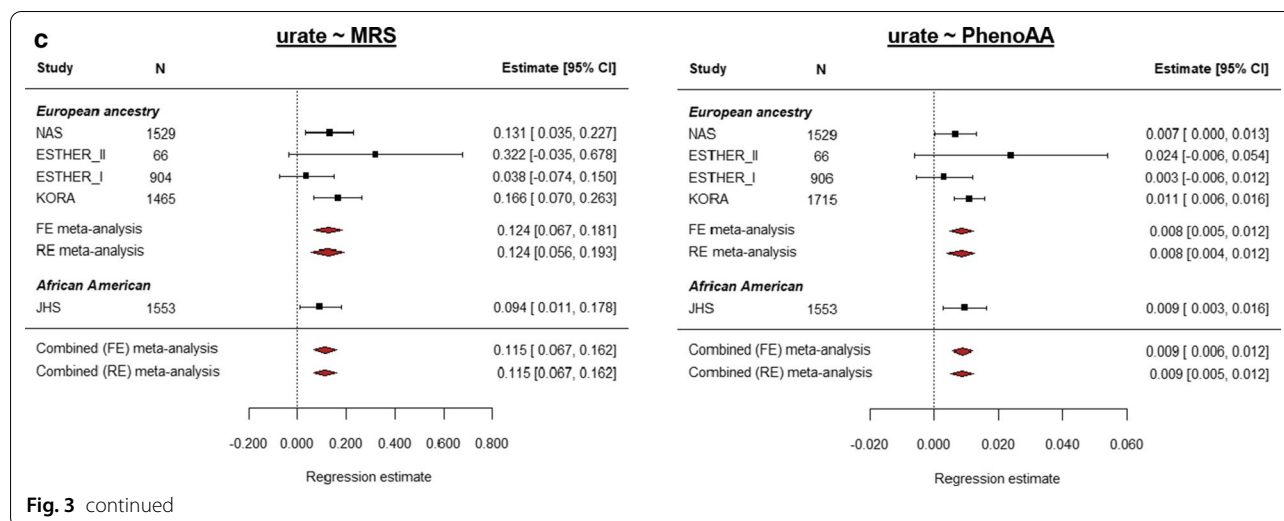 c
urate ~ MRS
Study N Estimate [95% CI]
European ancestry
NAS 1529 0.131 [ 0.035, 0.227]
ESTHER_II 66 0.322 [-0.035, 0.678]
ESTHER_I 904 0.038 [-0.074, 0.150]
KORA 1465 0.166 [ 0.070, 0.263]
FE meta-analysis 0.124 [0.067, 0.181]
RE meta-analysis 0.124 [0.056, 0.193]
African American
JHS 1553 0.094 [ 0.011, 0.178]
Combined (FE) meta-analysis 0.115 [0.067, 0.162]
Combined (RE) meta-analysis 0.115 [0.067, 0.162]
-0.200 0.000 0.200 0.400 0.800
Regression estimate
urate ~ PhenoAA
Study N Estimate [95% CI]
European ancestry
NAS 1529 0.007 [ 0.000, 0.013]
ESTHER_II 66 0.024 [-0.006, 0.054]
ESTHER_I 906 0.003 [-0.006, 0.012]
KORA 1715 0.011 [ 0.006, 0.016]
FE meta-analysis 0.008 [0.005, 0.012]
RE meta-analysis 0.008 [0.004, 0.012]
African American
JHS 1553 0.009 [ 0.003, 0.016]
Combined (FE) meta-analysis 0.009 [ 0.006, 0.012]
Combined (RE) meta-analysis 0.009 [0.005, 0.012]
-0.020 0.000 0.020 0.040 0.060
Regression estimate
Fig. 3 continued